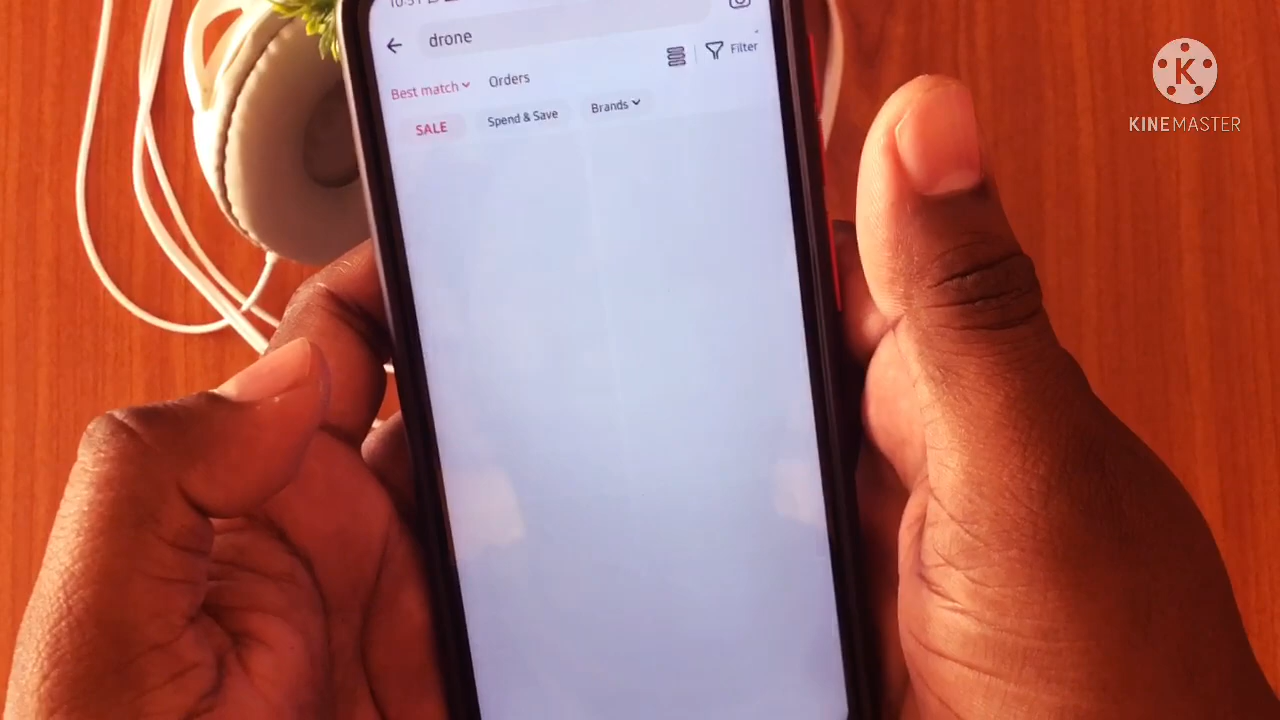 drone
Filter
Best match
Orders
SALE
Spend & Save
Brands
K
KINEMASTER